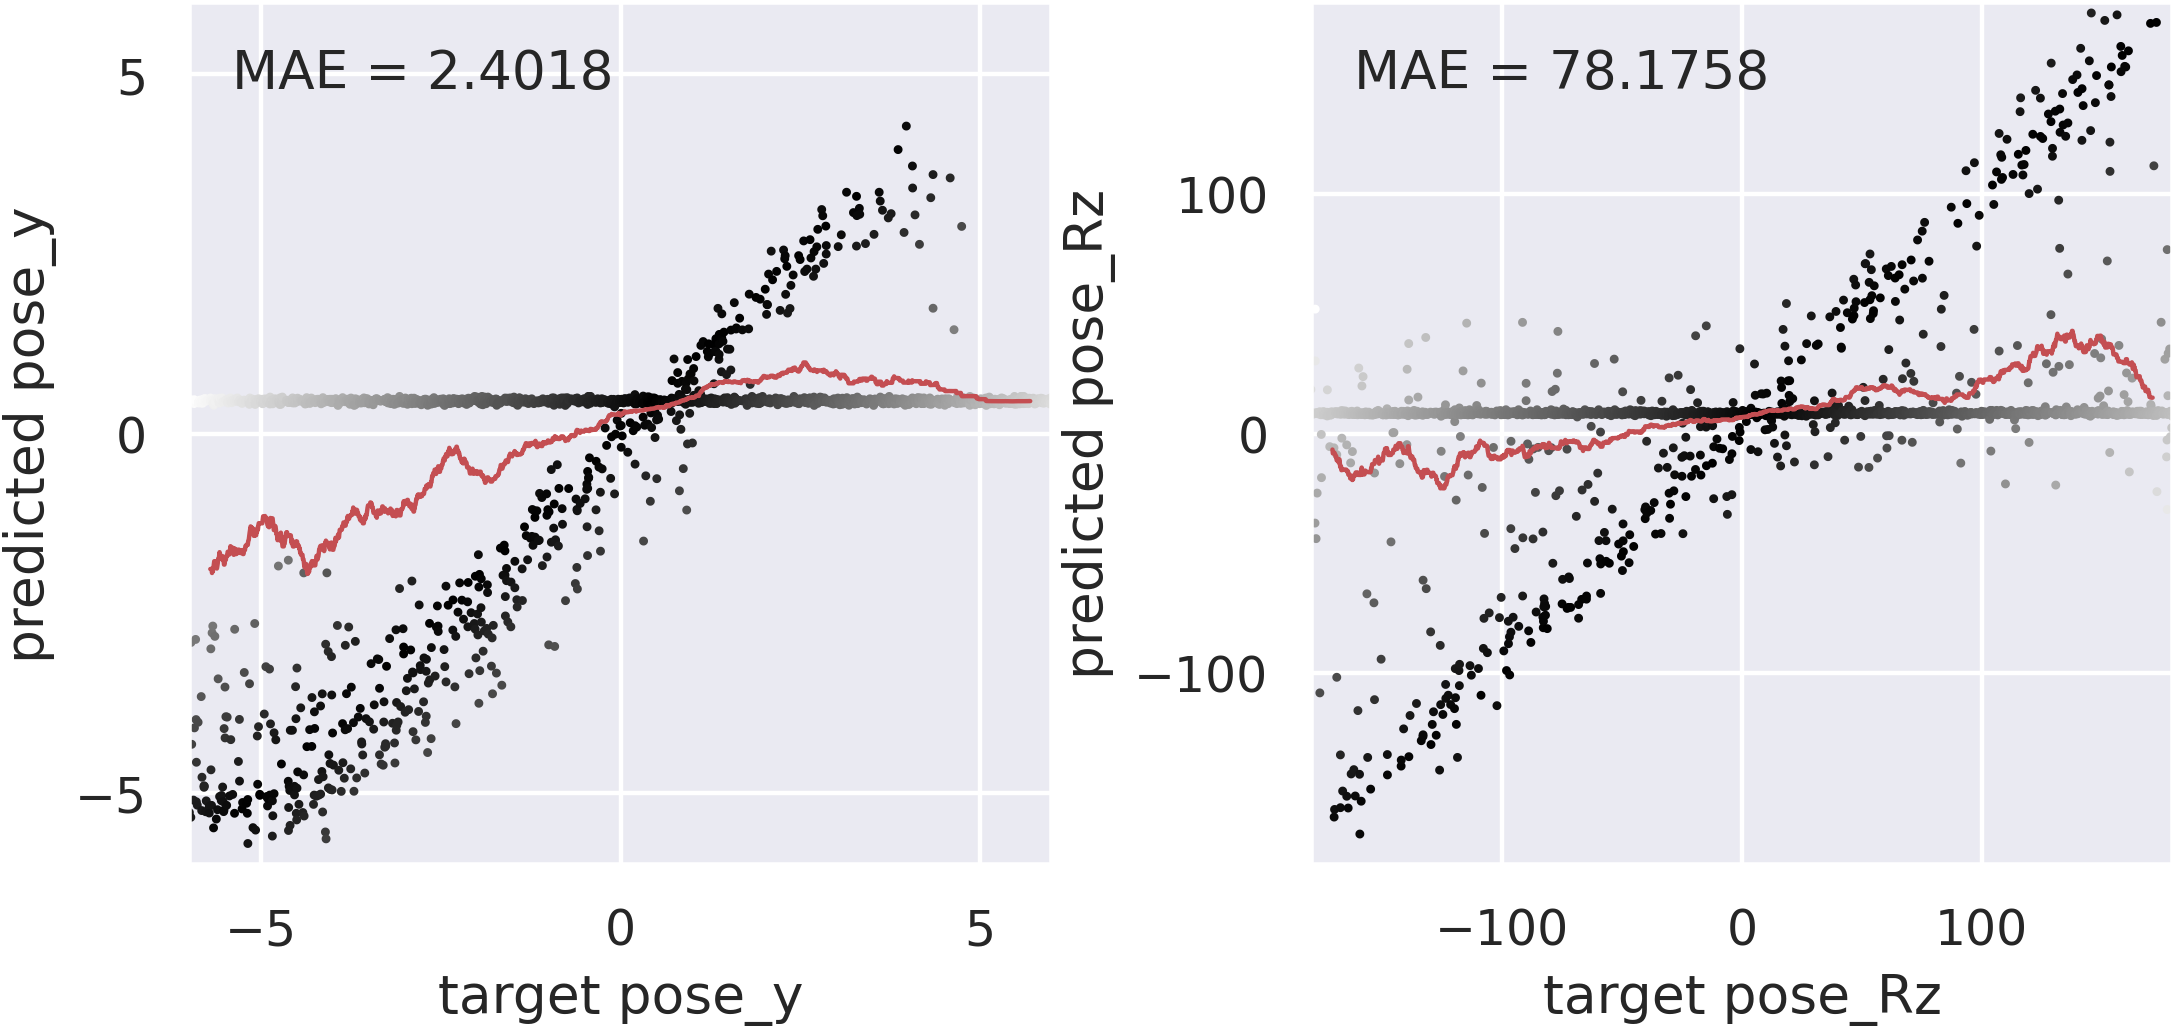 MAE = 2.4018
predicted pose_y
5
0
−5
−5 0 5
target pose_y
MAE = 78.1758
predicted pose_Rz
100
0
−100
−100 0 100
target pose_Rz